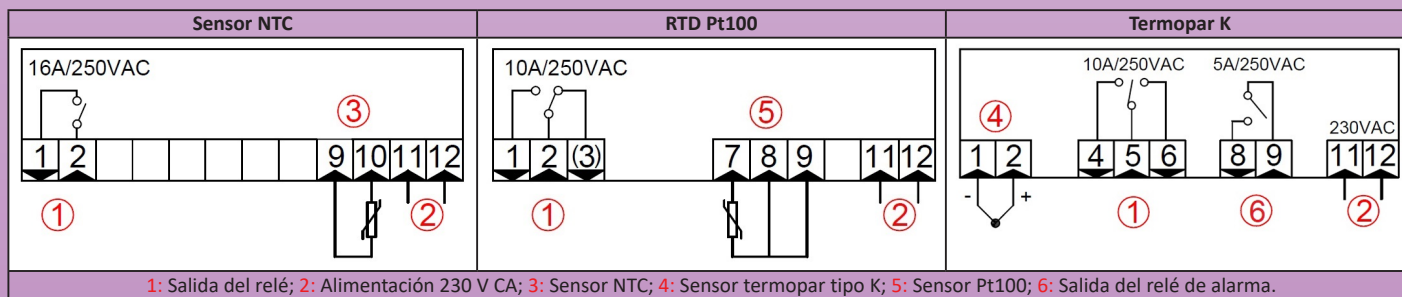 Sensor NTC
16A/250VAC
3
1 2 9 10 11 12
1 2
RTD Pt100
10A/250VAC
5
1 2 (3) 7 8 9 11 12
1 2
Termopar K
10A/250VAC 5A/250VAC
4
230VAC
1 2 4 5 6 8 9 11 12
- +
1 6 2
1: Salida del relé; 2: Alimentación 230 V CA; 3: Sensor NTC; 4: Sensor termopar tipo K; 5: Sensor Pt100; 6: Salida del relé de alarma.